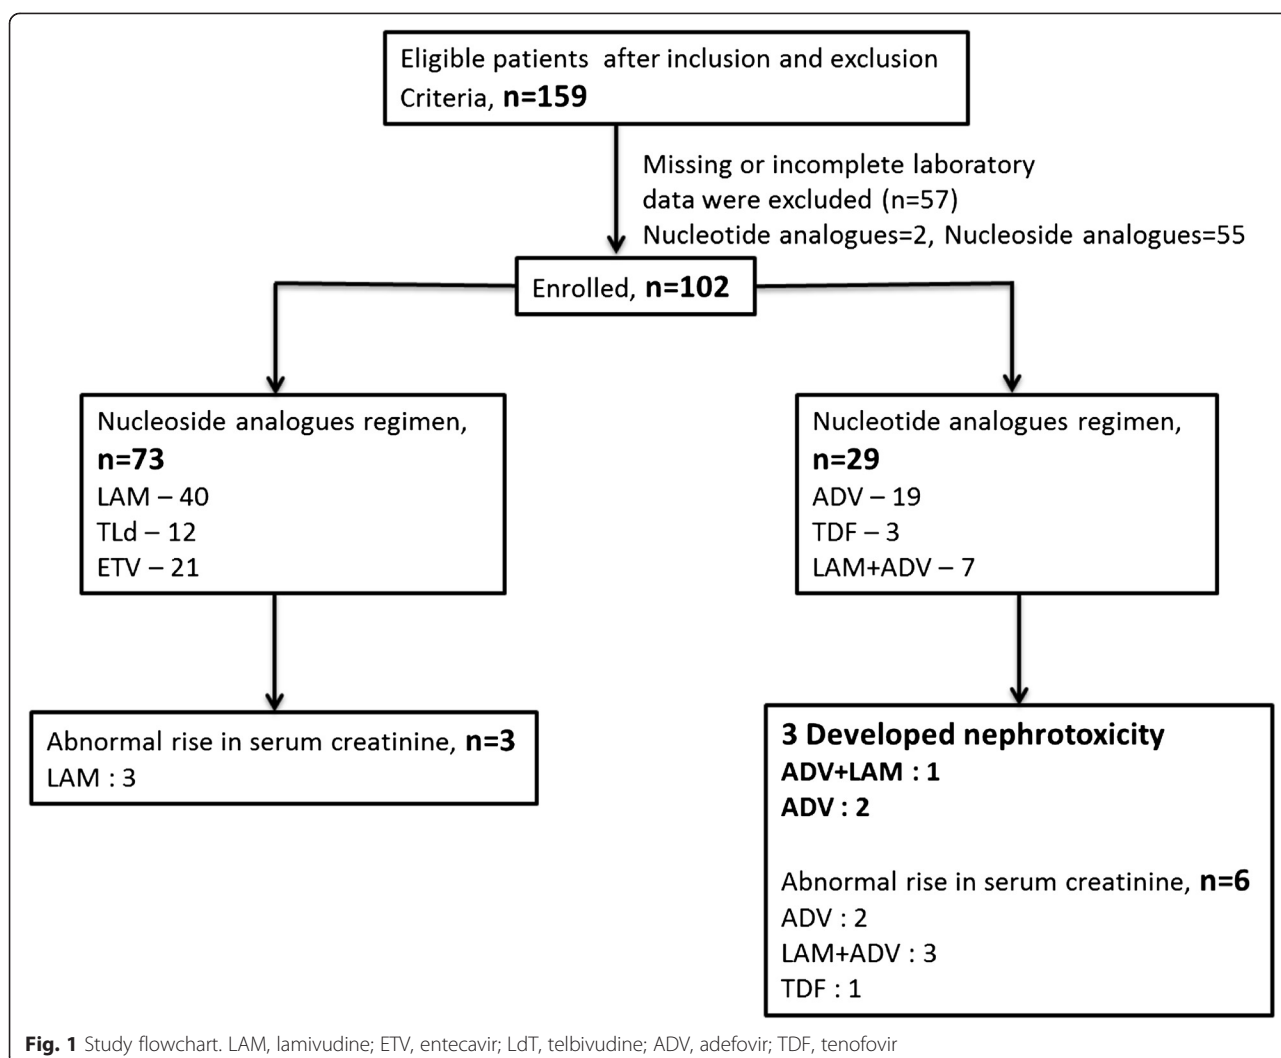 Eligible patients after inclusion and exclusion
Criteria, n=159
Missing or incomplete laboratory
data were excluded (n=57)
Nucleotide analogues=2, Nucleoside analogues=55
Enrolled, n=102
Nucleoside analogues regimen,
n=73
LAM – 40
TLd – 12
ETV – 21
Nucleotide analogues regimen,
n=29
ADV – 19
TDF – 3
LAM+ADV – 7
Abnormal rise in serum creatinine, n=3
LAM : 3
3 Developed nephrotoxicity
ADV+LAM : 1
ADV : 2
Abnormal rise in serum creatinine, n=6
ADV : 2
LAM+ADV : 3
TDF : 1
Fig. 1 Study flowchart. LAM, lamivudine; ETV, entecavir; LdT, telbivudine; ADV, adefovir; TDF, tenofovir